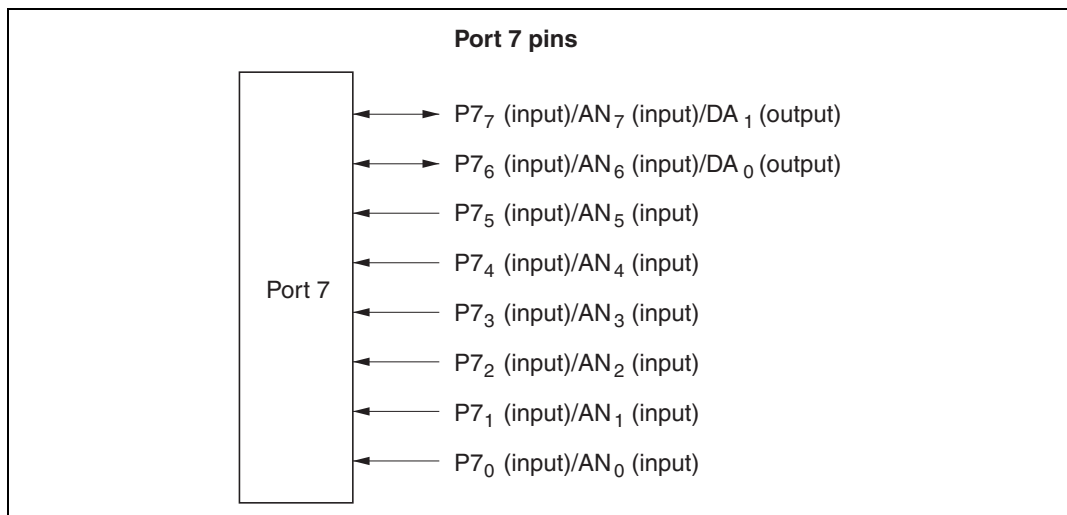 Port 7 pins
P7₇ (input)/AN₇ (input)/DA₁ (output)
P7₆ (input)/AN₆ (input)/DA₀ (output)
P7₅ (input)/AN₅ (input)
P7₄ (input)/AN₄ (input)
Port 7
P7₃ (input)/AN₃ (input)
P7₂ (input)/AN₂ (input)
P7₁ (input)/AN₁ (input)
P7₀ (input)/AN₀ (input)